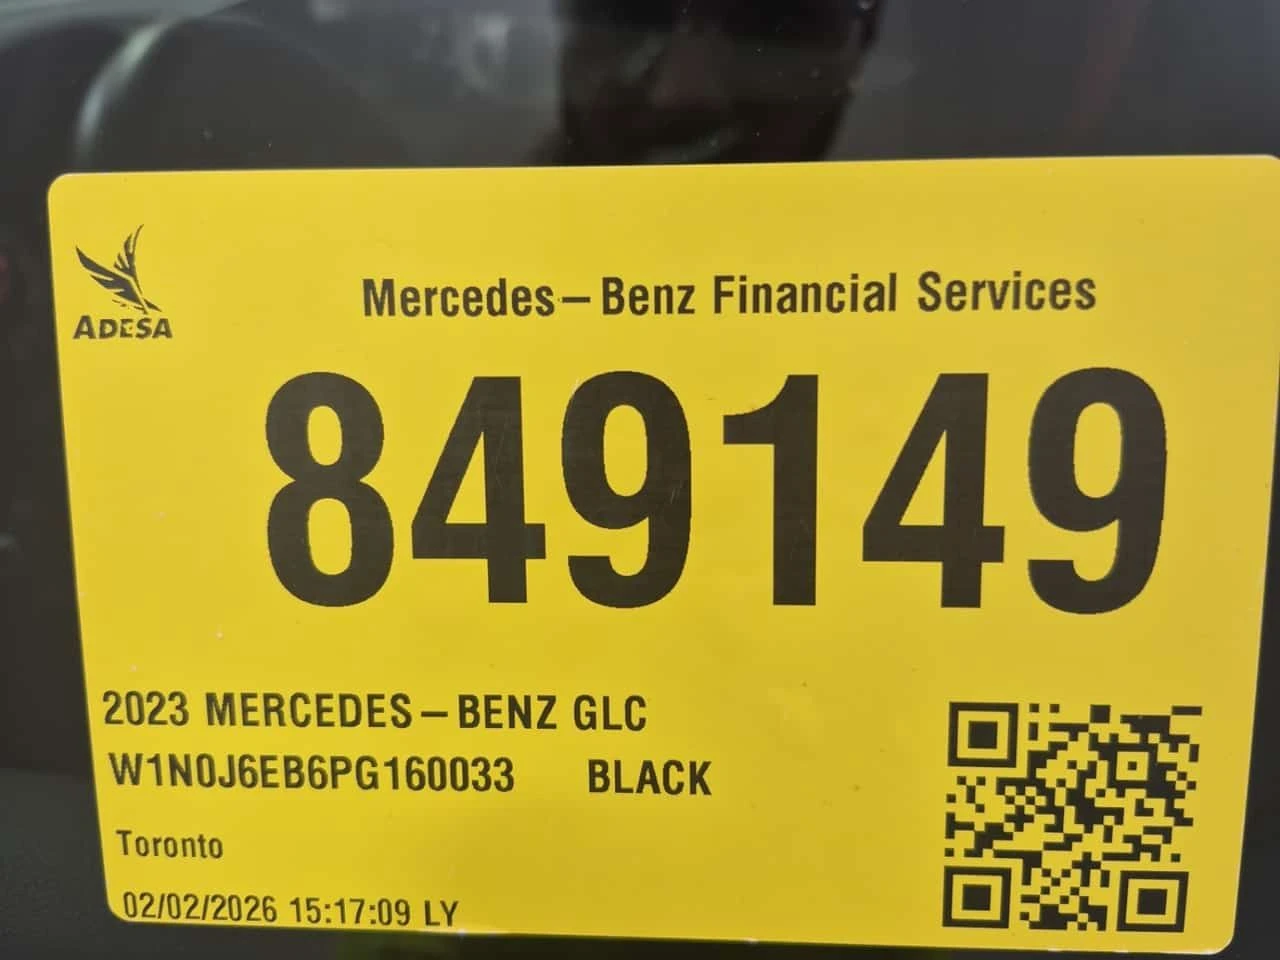 ADESA
Mercedes-Benz Financial Services
849149
2023 MERCEDES-BENZ GLC
W1N0J6EB6PG160033 BLACK
Toronto
02/02/2026 15:17:09 LY